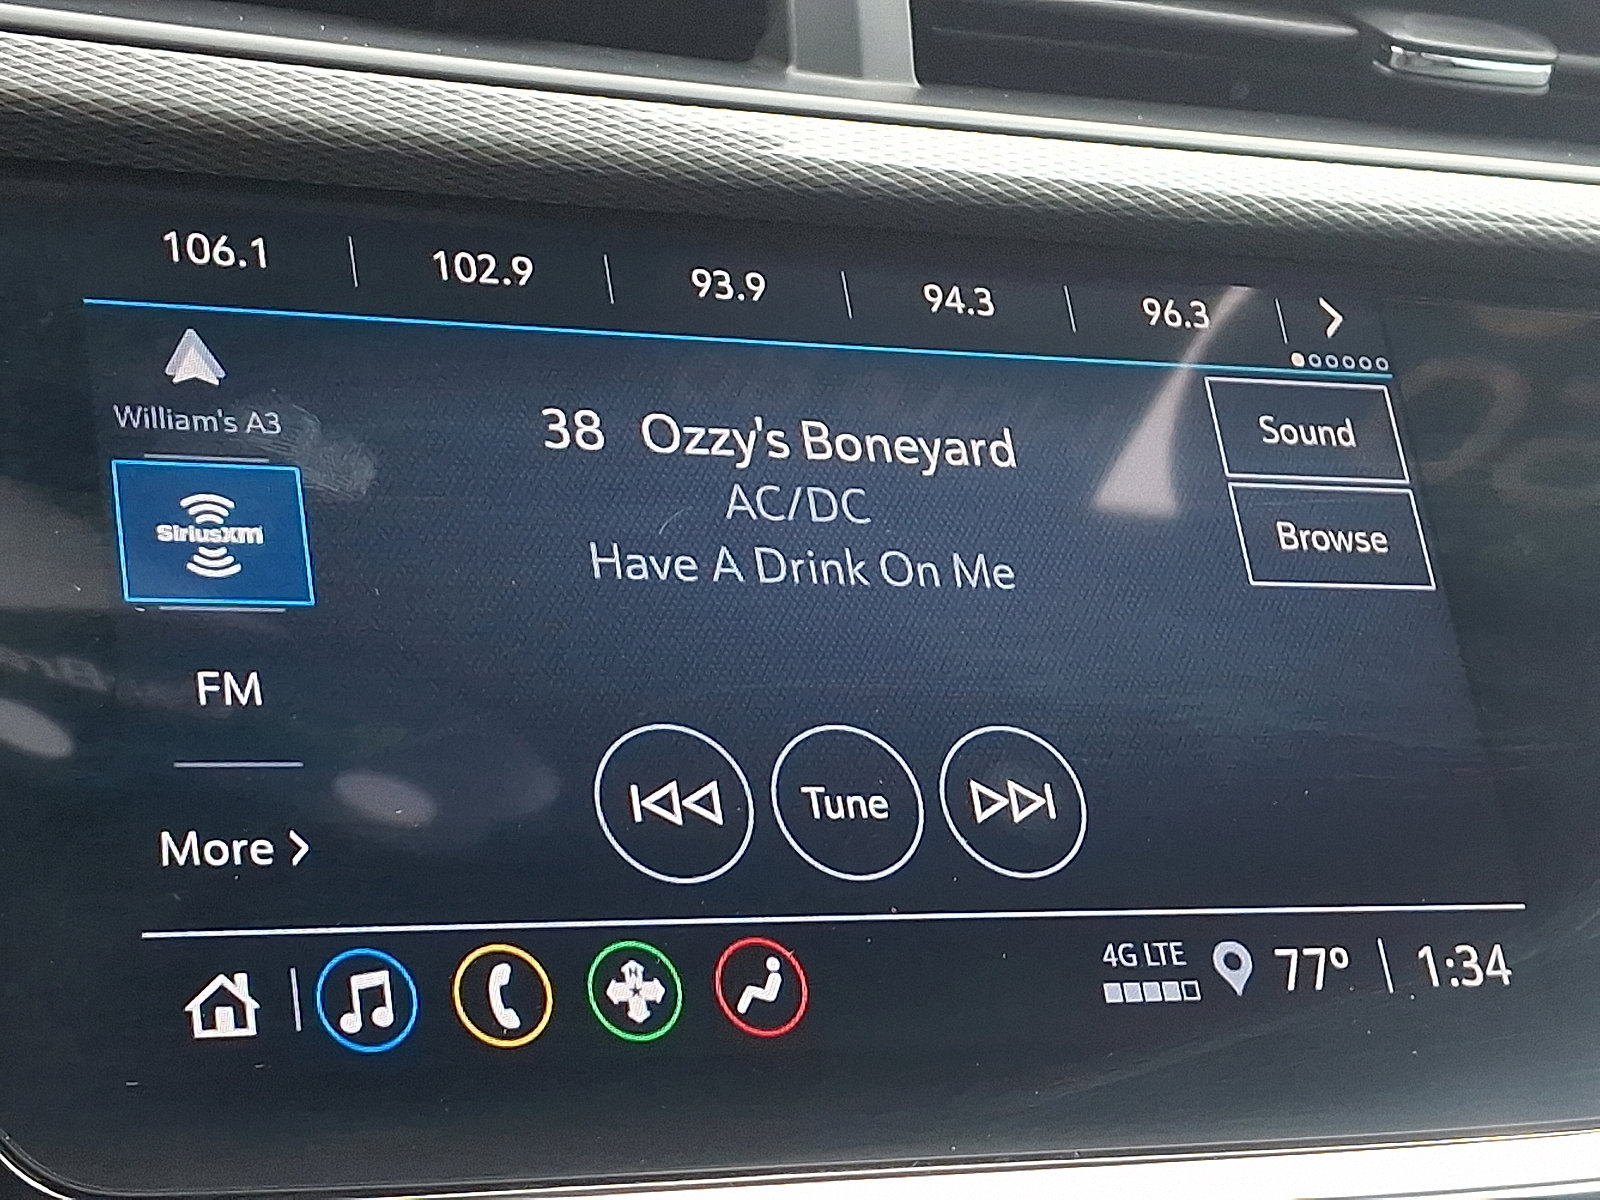 106.1 102.9 93.9 94.3 96.3
William's A3
SiriusXM
FM
More
38 Ozzy's Boneyard
AC/DC
Have A Drink On Me
Sound
Browse
Tune
N
4G LTE
77° 1:34